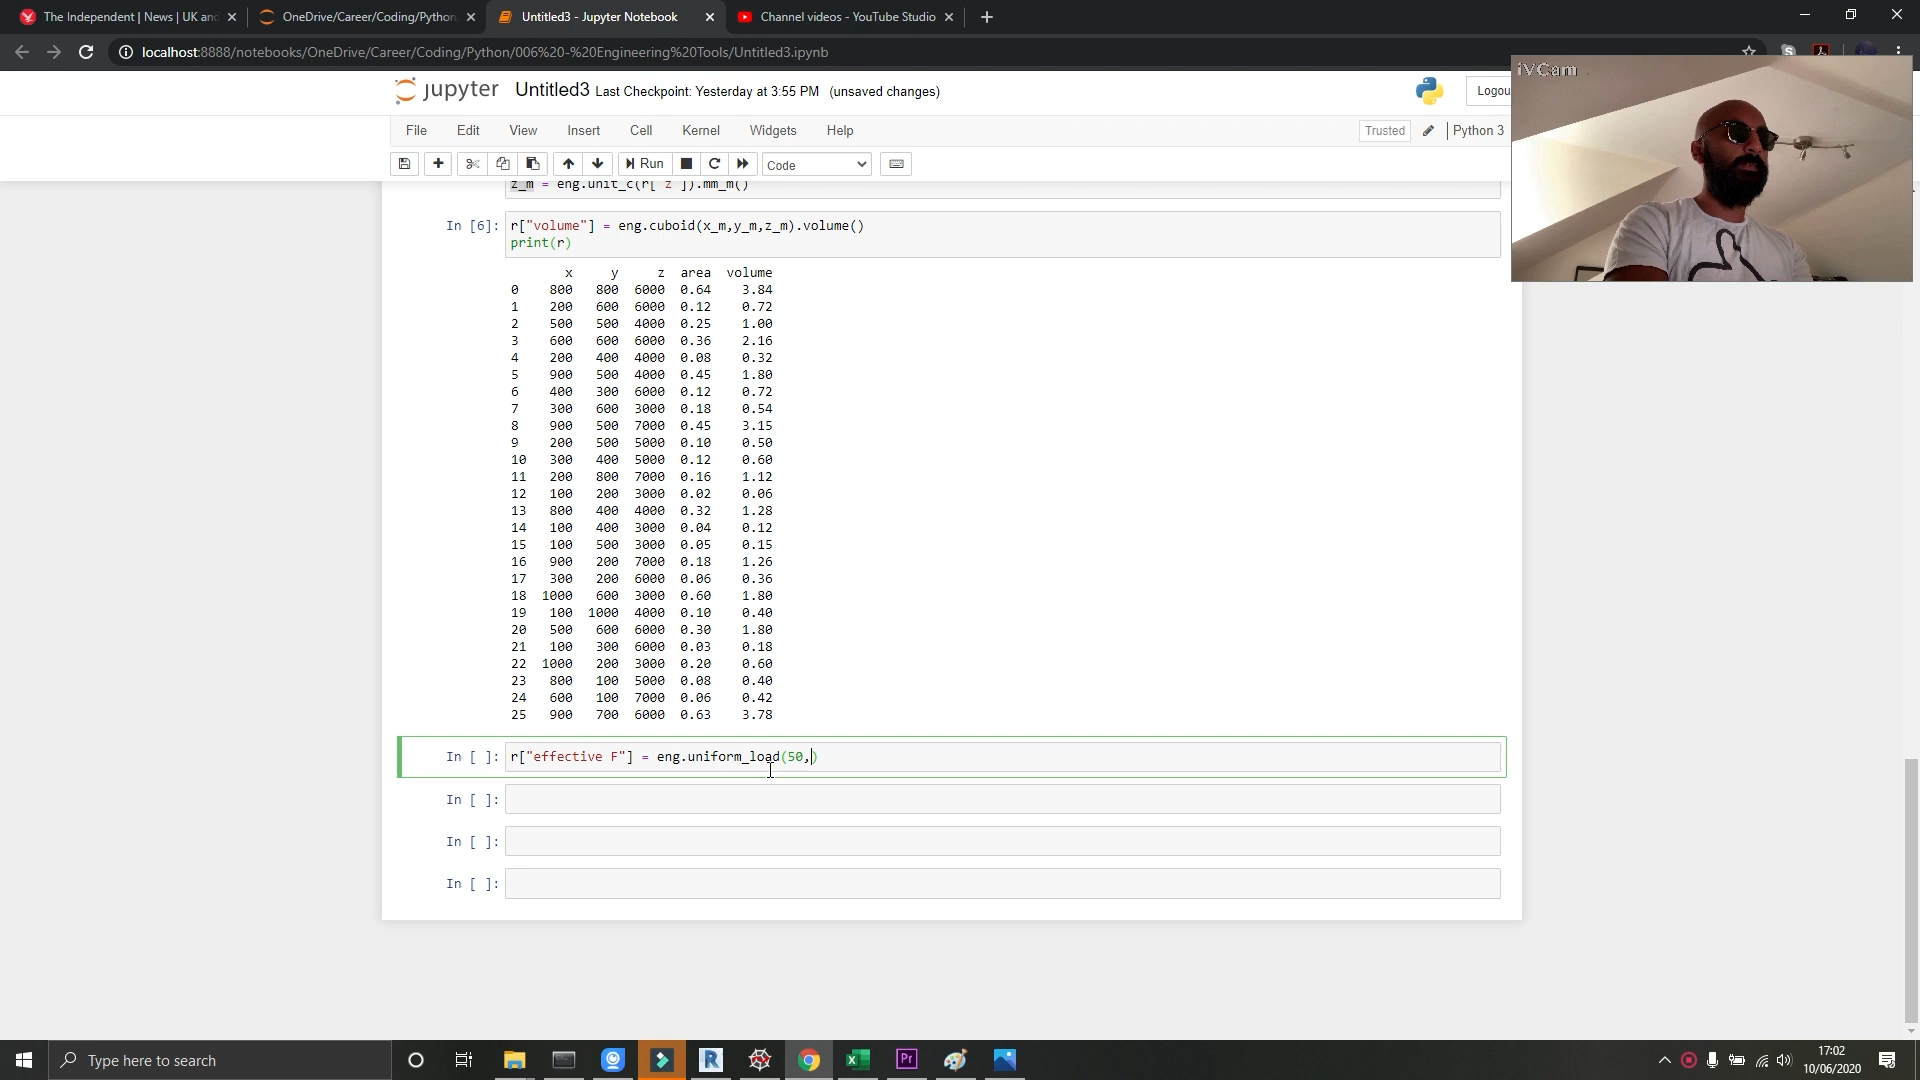 The Independent | News | UK and
OneDrive/Career/Coding/Python
Untitled3 - Jupyter Notebook
Channel videos - YouTube Studio
localhost:8888/notebooks/OneDrive/Career/Coding/Python/006%20-%20Engineering%20Tools/Untitled3.ipynb
iVCam
jupyter Untitled3 Last Checkpoint: Yesterday at 3:55 PM (unsaved changes)
Logou
File Edit View Insert Cell Kernel Widgets Help
Trusted Python 3
Run Code
z_m = eng.unit_c(r["z"]).mm_m()
In [6]: r["volume"] = eng.cuboid(x_m,y_m,z_m).volume()
print(r)
x y z area volume
0 800 800 6000 0.64 3.84
1 200 600 6000 0.12 0.72
2 500 500 4000 0.25 1.00
3 600 600 6000 0.36 2.16
4 200 400 4000 0.08 0.32
5 900 500 4000 0.45 1.80
6 400 300 6000 0.12 0.72
7 300 600 3000 0.18 0.54
8 900 500 7000 0.45 3.15
9 200 500 5000 0.10 0.50
10 300 400 5000 0.12 0.60
11 200 800 7000 0.16 1.12
12 100 200 3000 0.02 0.06
13 800 400 4000 0.32 1.28
14 100 400 3000 0.04 0.12
15 100 500 3000 0.05 0.15
16 900 200 7000 0.18 1.26
17 300 200 6000 0.06 0.36
18 1000 600 3000 0.60 1.80
19 100 1000 4000 0.10 0.40
20 500 600 6000 0.30 1.80
21 100 300 6000 0.03 0.18
22 1000 200 3000 0.20 0.60
23 800 100 5000 0.08 0.40
24 600 100 7000 0.06 0.42
25 900 700 6000 0.63 3.78
In [ ]: r["effective F"] = eng.uniform_load(50,)
In [ ]:
In [ ]:
In [ ]:
Type here to search
17:02
10/06/2020